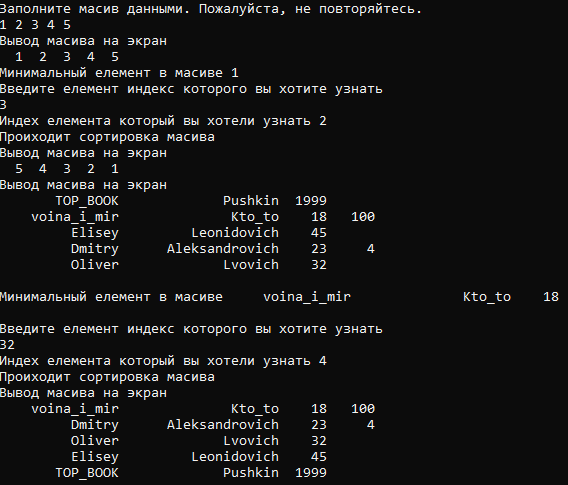 Заполните масив данными. Пожалуйста, не повторяйтесь.
1 2 3 4 5
Вывод масива на экран
1 2 3 4 5
Минимальный елемент в масиве 1
Введите елемент индекс которого вы хотите узнать
3
Индех елемента который вы хотели узнать 2
Проиходит сортировка масива
Вывод масива на экран
5 4 3 2 1
Вывод масива на экран
TOP_BOOK Pushkin 1999
voina_i_mir Kto_to 18 100
Elisey Leonidovich 45
Dmitry Aleksandrovich 23 4
Oliver Lvovich 32
Минимальный елемент в масиве voina_i_mir Kto_to 18
Введите елемент индекс которого вы хотите узнать
32
Индех елемента который вы хотели узнать 4
Проиходит сортировка масива
Вывод масива на экран
voina_i_mir Kto_to 18 100
Dmitry Aleksandrovich 23 4
Oliver Lvovich 32
Elisey Leonidovich 45
TOP_BOOK Pushkin 1999